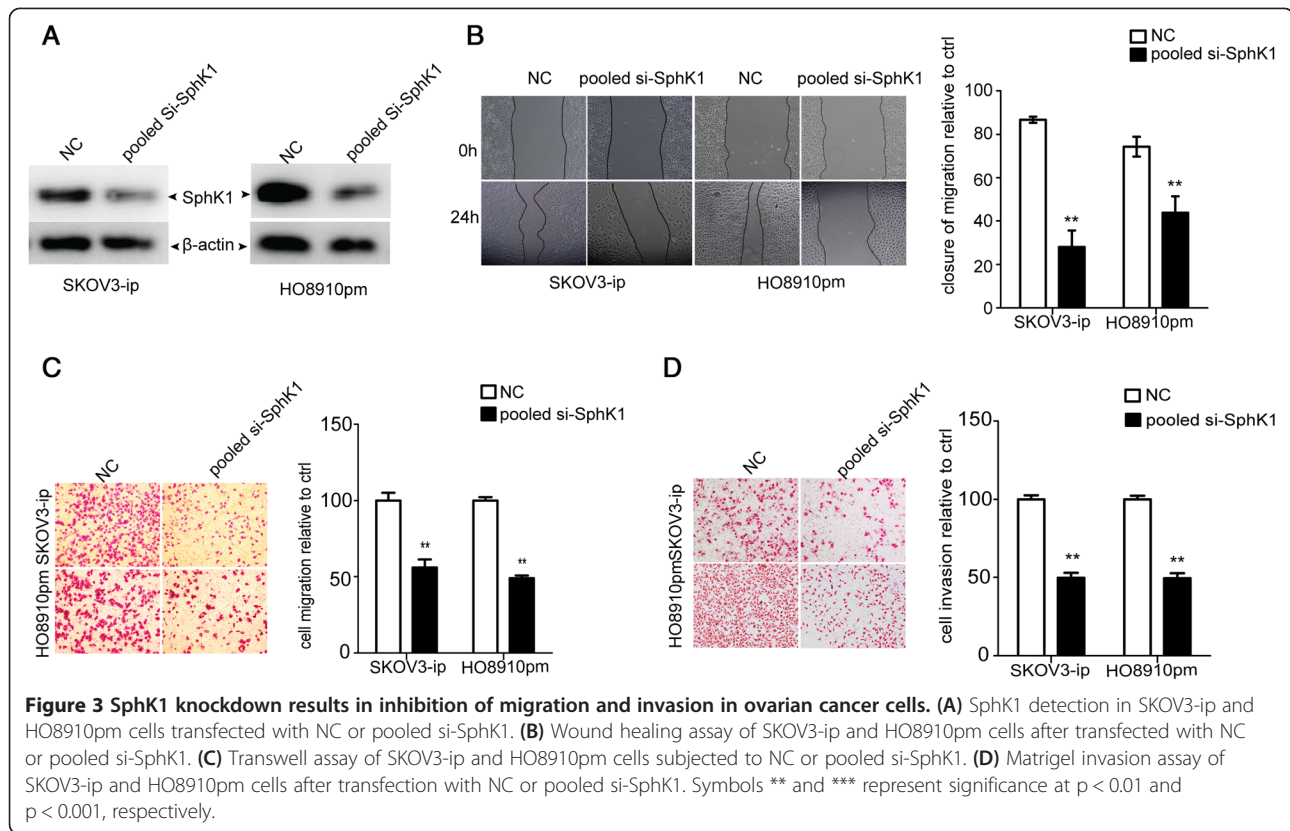 A
NC
pooled Si-SphK1
NC
pooled Si-SphK1
SphK1
β-actin
SKOV3-ip
HO8910pm
B
NC
pooled si-SphK1
NC
pooled si-SphK1
0h
24h
SKOV3-ip
HO8910pm
NC
pooled si-SphK1
closure of migration relative to ctrl
100
80
60
40
20
0
**
**
SKOV3-ip
HO8910pm
C
NC
pooled si-SphK1
HO8910pm SKOV3-ip
NC
pooled si-SphK1
cell migration relative to ctrl
150
100
50
0
**
**
SKOV3-ip
HO8910pm
D
NC
pooled si-SphK1
HO8910pmSKOV3-ip
NC
pooled si-SphK1
cell invasion relative to ctrl
150
100
50
0
**
**
SKOV3-ip
HO8910pm
Figure 3 SphK1 knockdown results in inhibition of migration and invasion in ovarian cancer cells. (A) SphK1 detection in SKOV3-ip and
HO8910pm cells transfected with NC or pooled si-SphK1. (B) Wound healing assay of SKOV3-ip and HO8910pm cells after transfected with NC
or pooled si-SphK1. (C) Transwell assay of SKOV3-ip and HO8910pm cells subjected to NC or pooled si-SphK1. (D) Matrigel invasion assay of
SKOV3-ip and HO8910pm cells after transfection with NC or pooled si-SphK1. Symbols ** and *** represent significance at p < 0.01 and
p < 0.001, respectively.